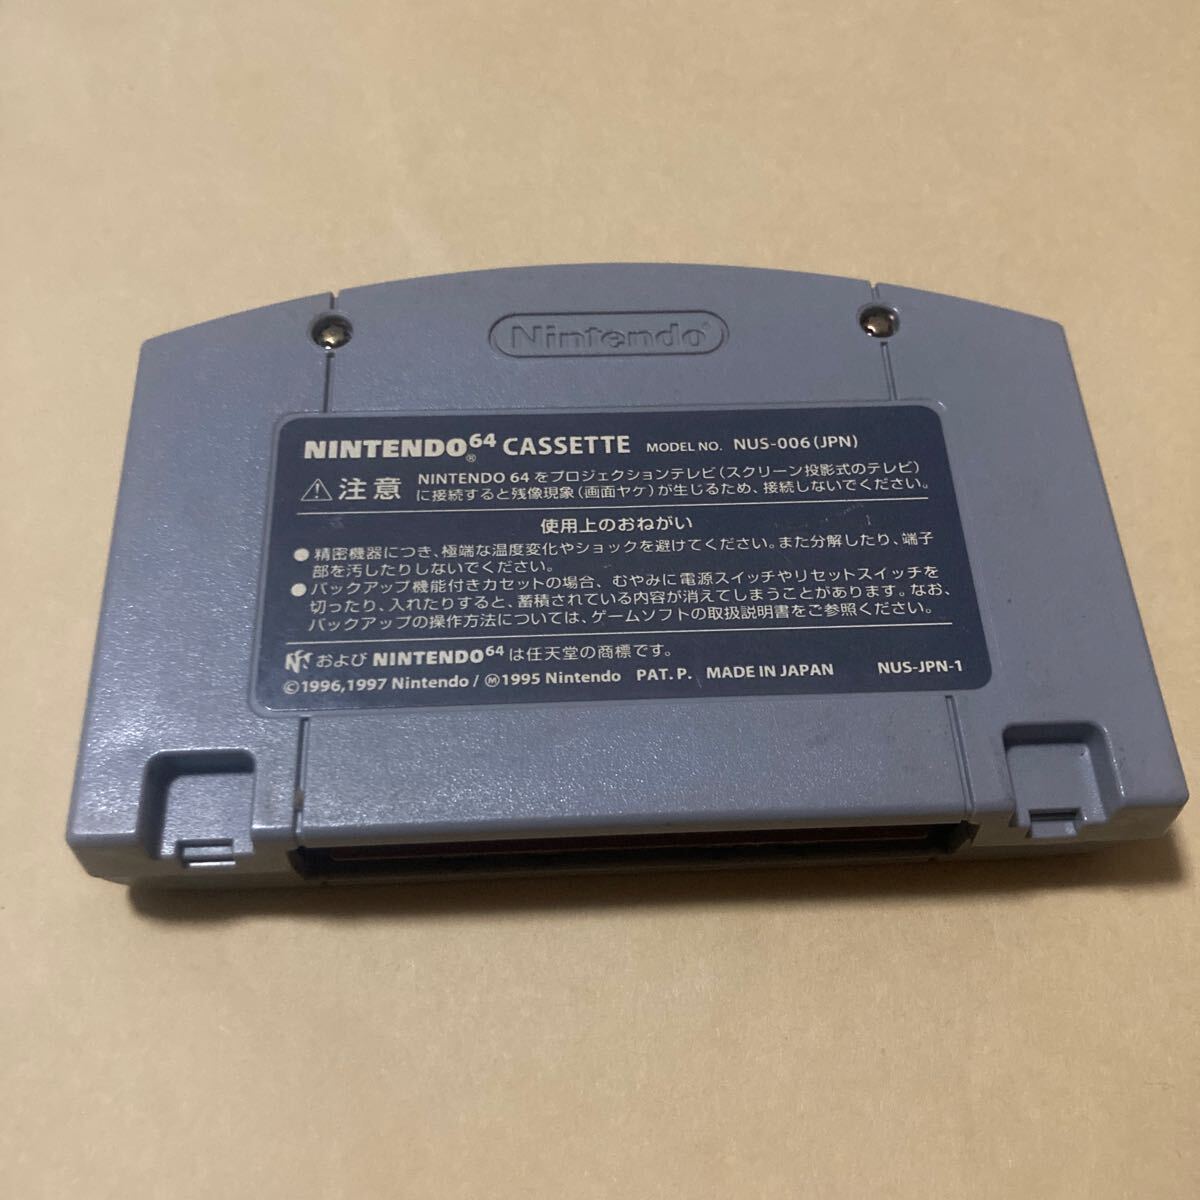 Nintendo®
NINTENDO®64 CASSETTE MODEL NO. NUS-006(JPN)
注意 NINTENDO 64をプロジェクションテレビ(スクリーン投影式のテレビ)
に接続すると残像現象(画面ヤケ)が生じるため、接続しないでください。
使用上のおねがい
●精密機器につき、極端な温度変化やショックを避けてください。また分解したり、端子
部を汚したりしないでください。
●バックアップ機能付きカセットの場合、むやみに電源スイッチやリセットスイッチを
切ったり、入れたりすると、蓄積されている内容が消えてしまうことがあります。なお、
バックアップの操作方法については、ゲームソフトの取扱説明書をご参照ください。
および NINTENDO64 は任天堂の商標です。
©1996,1997 Nintendo / Ⓜ1995 Nintendo PAT. P. MADE IN JAPAN NUS-JPN-1